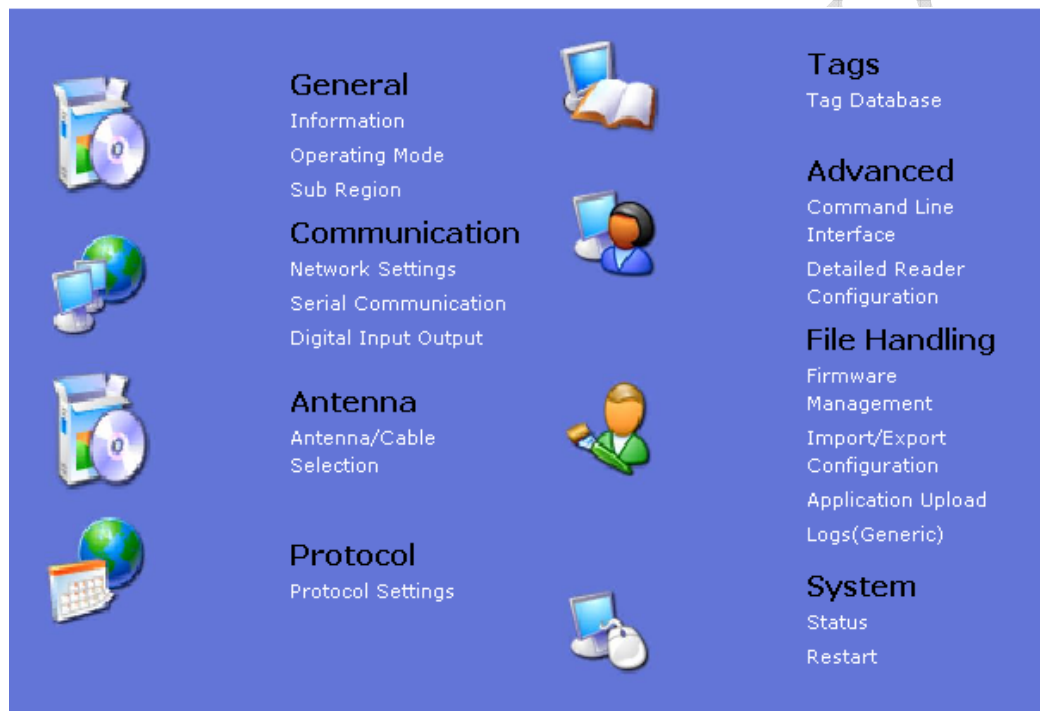 General
Information
Operating Mode
Sub Region
Communication
Network Settings
Serial Communication
Digital Input Output
Antenna
Antenna/Cable
Selection
Protocol
Protocol Settings
Tags
Tag Database
Advanced
Command Line
Interface
Detailed Reader
Configuration
File Handling
Firmware
Management
Import/Export
Configuration
Application Upload
Logs(Generic)
System
Status
Restart